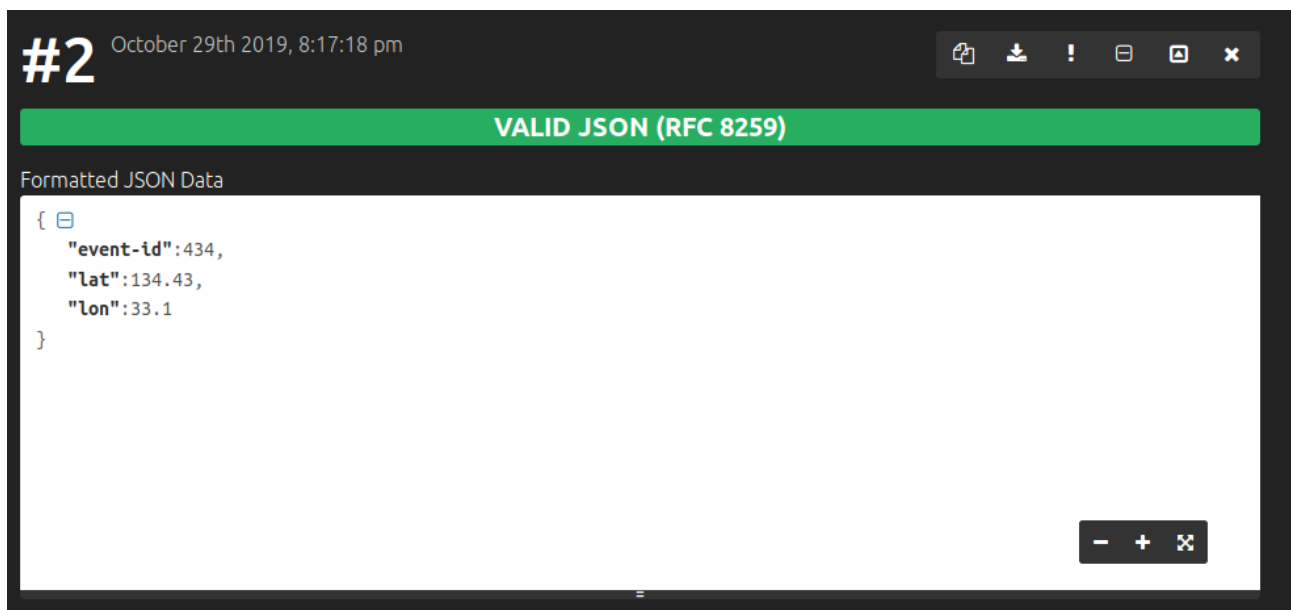 #2 October 29th 2019, 8:17:18 pm
VALID JSON (RFC 8259)
Formatted JSON Data
{
"event-id":434,
"lat":134.43,
"lon":33.1
}